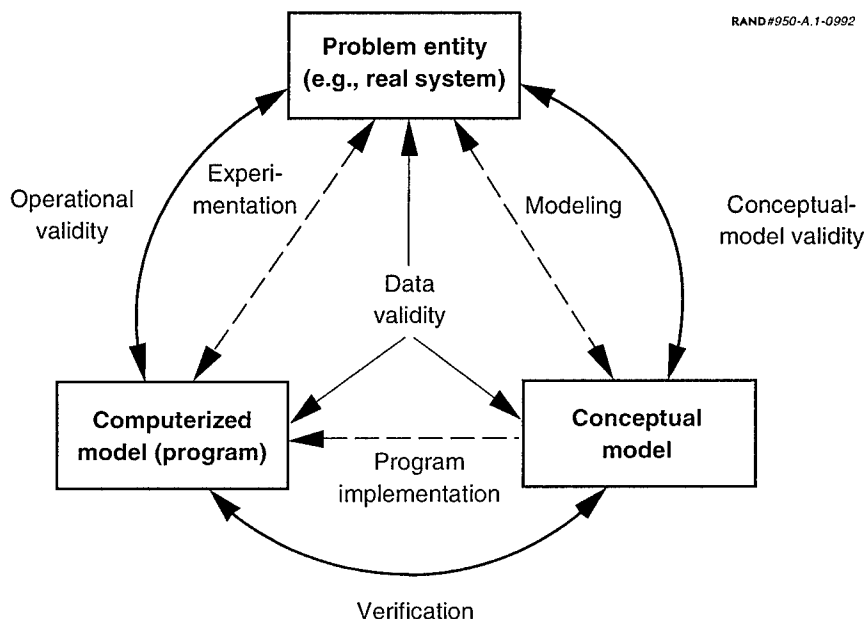 RAND#950-A.1-0992
Problem entity
(e.g., real system)
Experi-
mentation
Operational
validity
Modeling
Conceptual-
model validity
Data
validity
Computerized
model (program)
Conceptual
model
Program
implementation
Verification